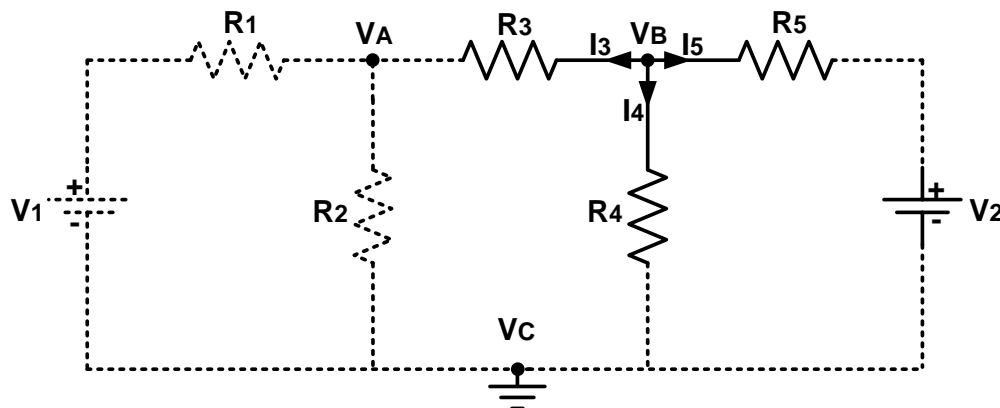 R1 VA R3 I3 VB I5 R5
I4
+ +
V1 R2 R4 V2
- -
VC